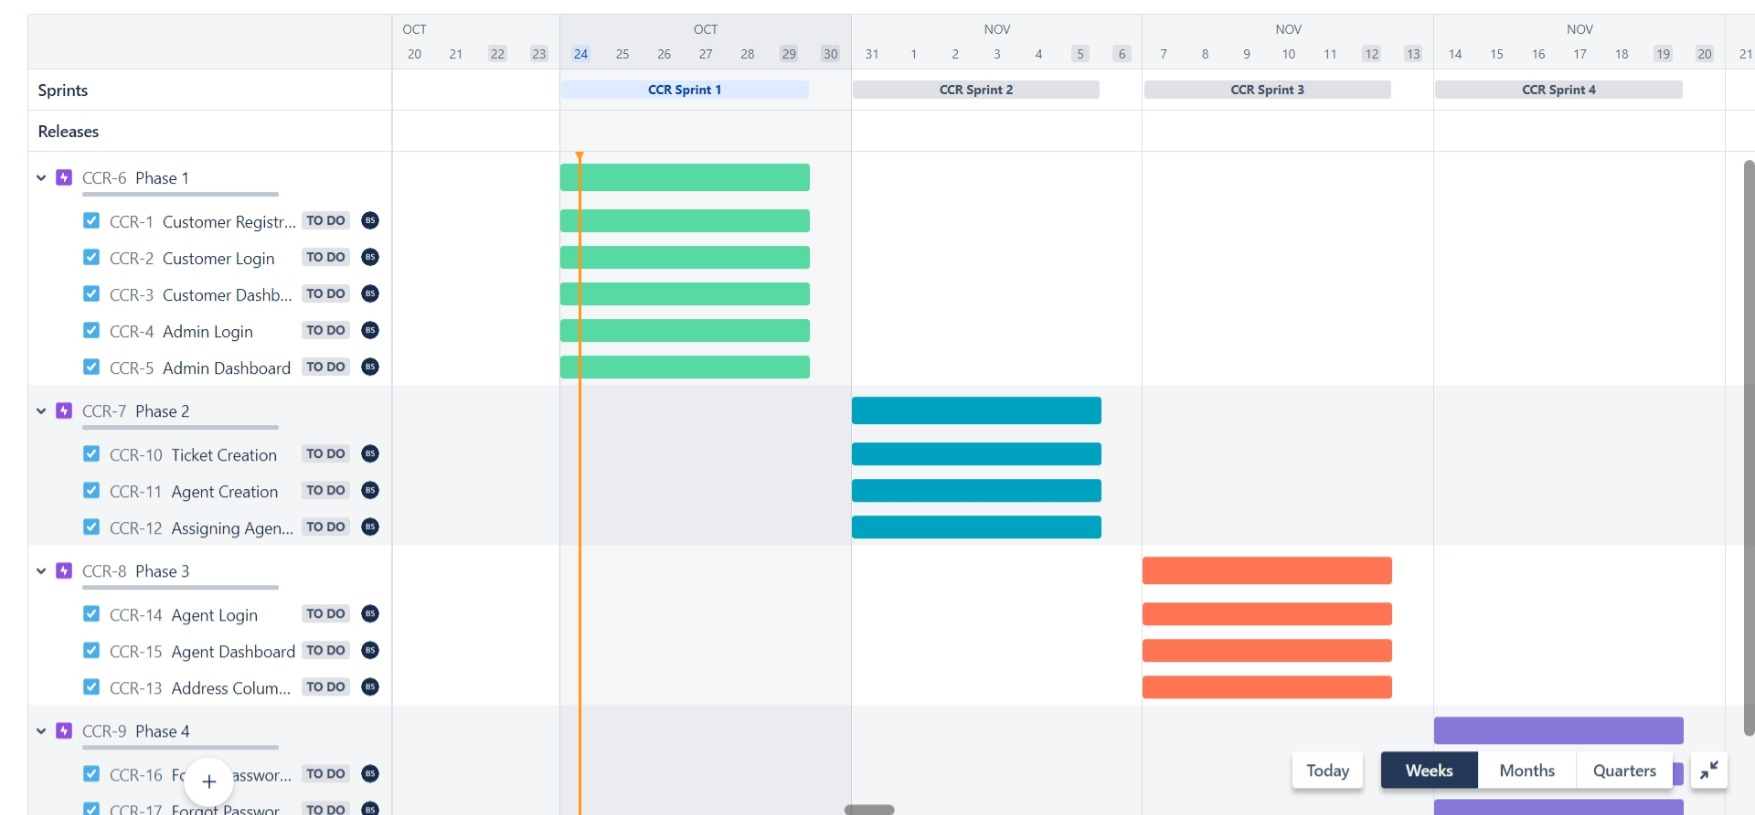 OCT OCT NOV NOV NOV
20 21 22 23 24 25 26 27 28 29 30 31 1 2 3 4 5 6 7 8 9 10 11 12 13 14 15 16 17 18 19 20 21
Sprints CCR Sprint 1 CCR Sprint 2 CCR Sprint 3 CCR Sprint 4
Releases
CCR-6 Phase 1
CCR-1 Customer Registr... TO DO BS
CCR-2 Customer Login TO DO BS
CCR-3 Customer Dashb... TO DO BS
CCR-4 Admin Login TO DO BS
CCR-5 Admin Dashboard TO DO BS
CCR-7 Phase 2
CCR-10 Ticket Creation TO DO BS
CCR-11 Agent Creation TO DO BS
CCR-12 Assigning Agen... TO DO BS
CCR-8 Phase 3
CCR-14 Agent Login TO DO BS
CCR-15 Agent Dashboard TO DO BS
CCR-13 Address Colum... TO DO BS
CCR-9 Phase 4
CCR-16 TO DO BS
Today Weeks Months Quarters
CCR-17 Forgot Passwor TO DO BS